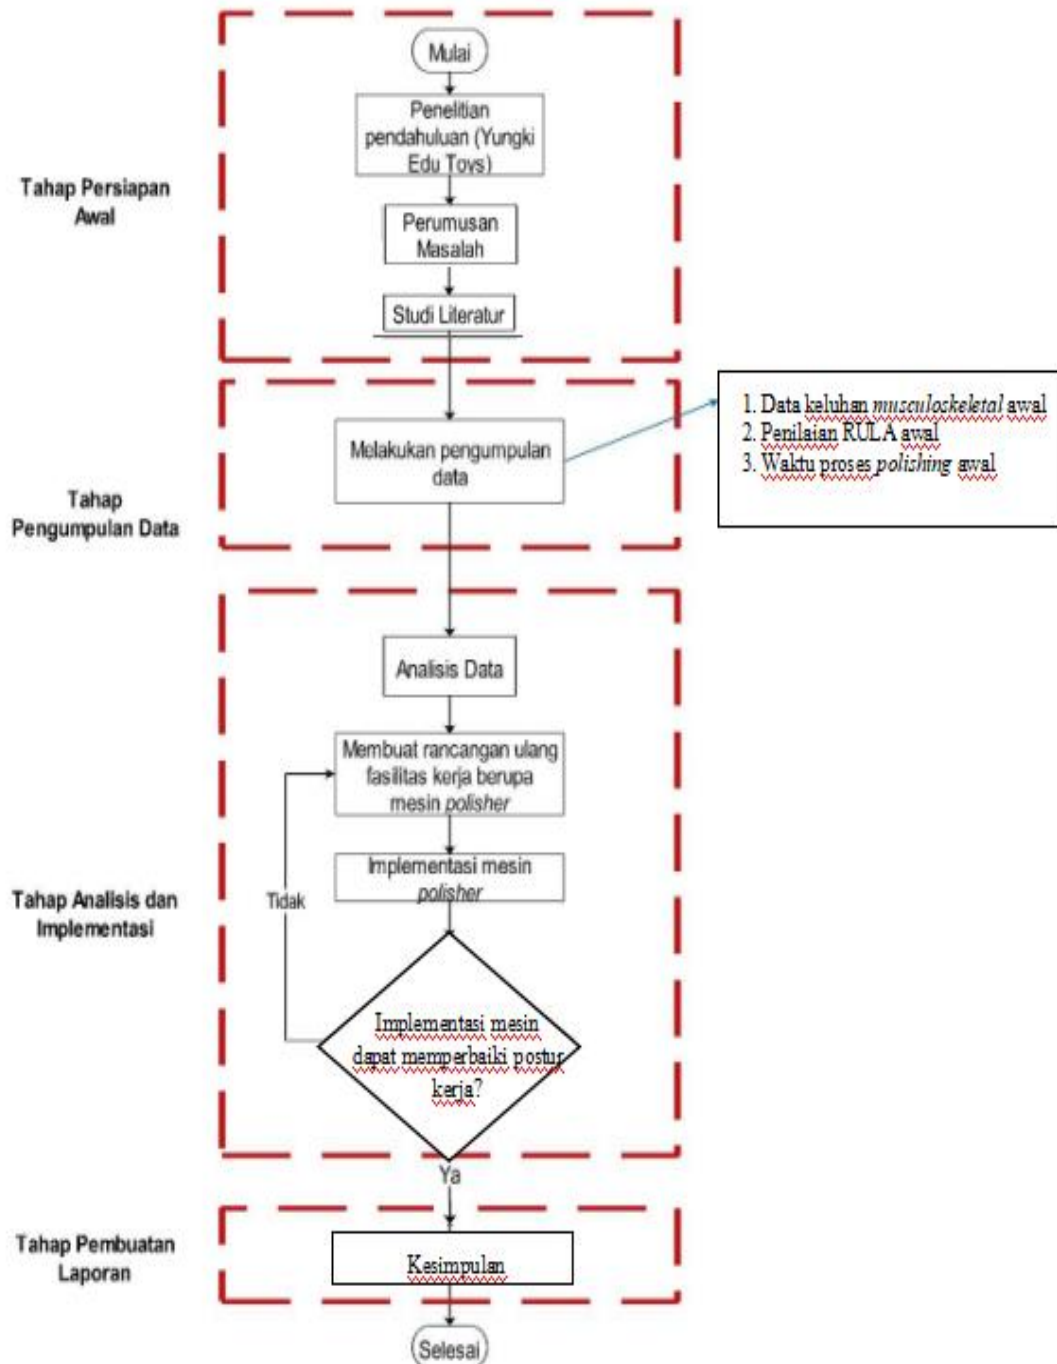 Mulai
Penelitian
pendahuluan (Yungki
Edu Toys)
Tahap Persiapan
Awal
Perumusan
Masalah
Studi Literatur
Melakukan pengumpulan
data
1. Data keluhan musculoskeletal awal
2. Penilaian RULA awal
3. Waktu proses polishing awal
Tahap
Pengumpulan Data
Analisis Data
Membuat rancangan ulang
fasilitas kerja berupa
mesin polisher
Implementasi mesin
polisher
Tidak
Tahap Analisis dan
Implementasi
Implementasi mesin
dapat memperbaiki postur
kerja?
Ya
Tahap Pembuatan
Laporan
Kesimpulan
Selesai